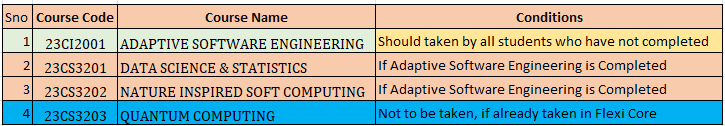 Sno Course Code Course Name Conditions
1 23CI2001 ADAPTIVE SOFTWARE ENGINEERING Should taken by all students who have not completed
2 23CS3201 DATA SCIENCE & STATISTICS If Adaptive Software Engineering is Completed
3 23CS3202 NATURE INSPIRED SOFT COMPUTING If Adaptive Software Engineering is Completed
4 23CS3203 QUANTUM COMPUTING Not to be taken, if already taken in Flexi Core